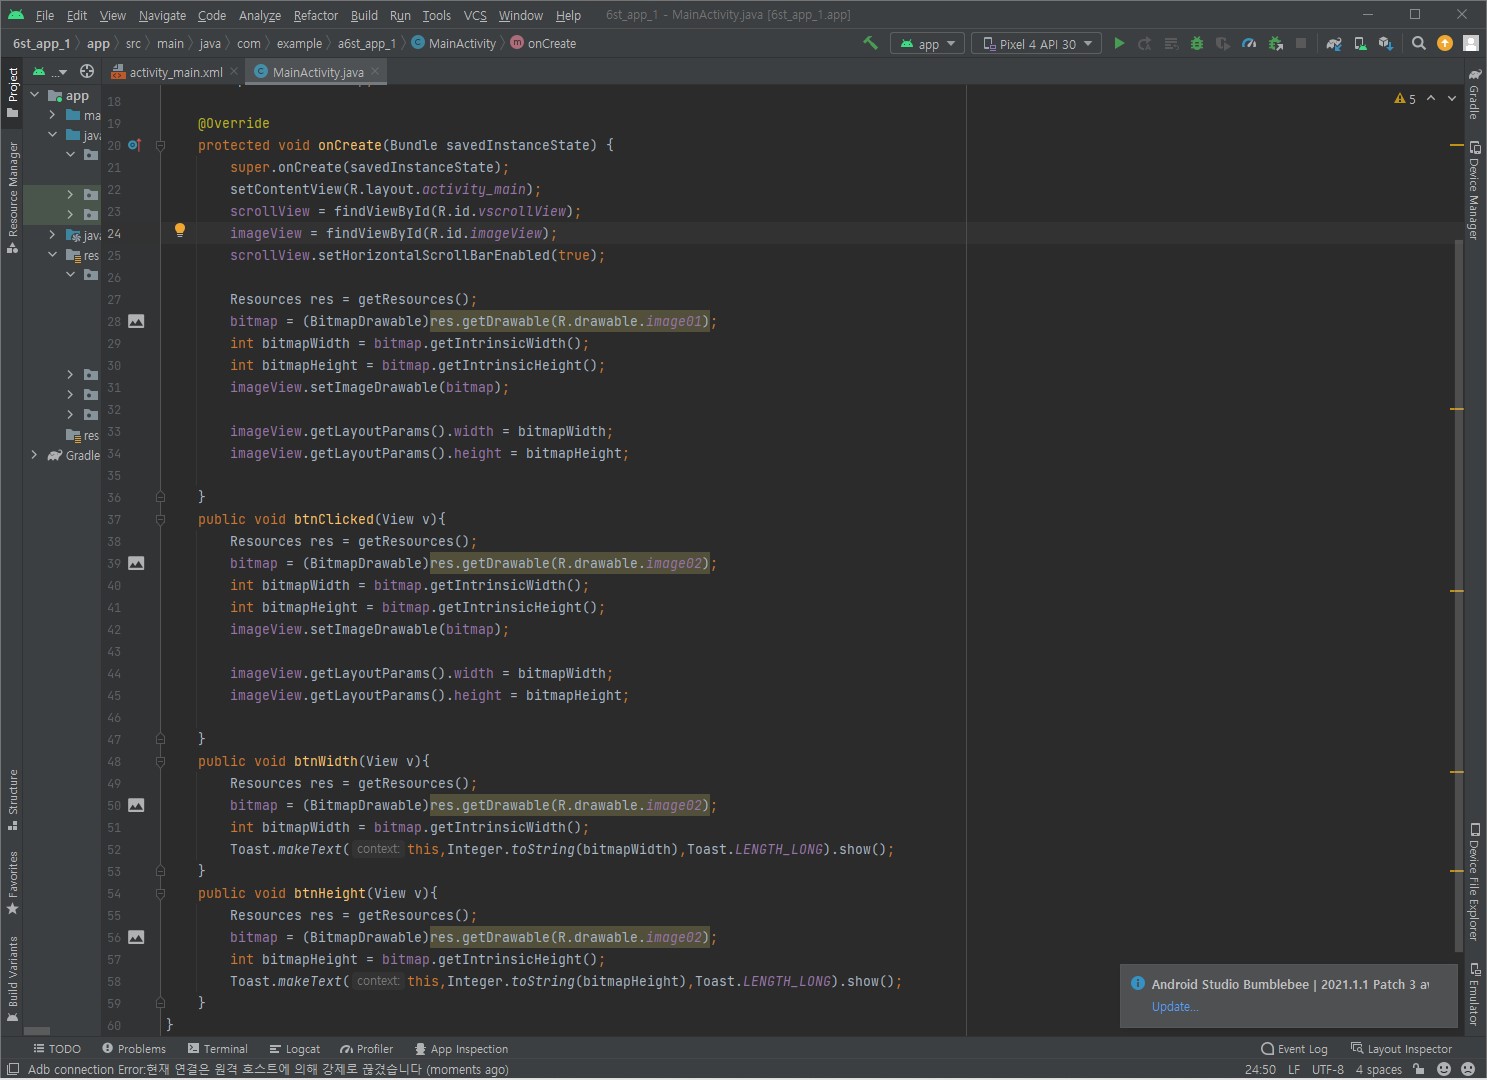 File Edit View Navigate Code Analyze Refactor Build Run Tools VCS Window Help 6st_app_1 - MainActivity.java [6st_app_1.app]
6st_app_1 app src main java com example a6st_app_1 MainActivity onCreate app Pixel 4 API 30
... activity_main.xml MainActivity.java
Project
Resource Manager
Structure
Favorites
Build Variants
app
ma
java
java
res
res
Gradle
5
18
19 @Override
20 protected void onCreate(Bundle savedInstanceState) {
21 super.onCreate(savedInstanceState);
22 setContentView(R.layout.activity_main);
23 scrollView = findViewById(R.id.vscrollView);
24 imageView = findViewById(R.id.imageView);
25 scrollView.setHorizontalScrollBarEnabled(true);
26
27 Resources res = getResources();
28 bitmap = (BitmapDrawable)res.getDrawable(R.drawable.image01);
29 int bitmapWidth = bitmap.getIntrinsicWidth();
30 int bitmapHeight = bitmap.getIntrinsicHeight();
31 imageView.setImageDrawable(bitmap);
32
33 imageView.getLayoutParams().width = bitmapWidth;
34 imageView.getLayoutParams().height = bitmapHeight;
35
36 }
37 public void btnClicked(View v){
38 Resources res = getResources();
39 bitmap = (BitmapDrawable)res.getDrawable(R.drawable.image02);
40 int bitmapWidth = bitmap.getIntrinsicWidth();
41 int bitmapHeight = bitmap.getIntrinsicHeight();
42 imageView.setImageDrawable(bitmap);
43
44 imageView.getLayoutParams().width = bitmapWidth;
45 imageView.getLayoutParams().height = bitmapHeight;
46
47 }
48 public void btnWidth(View v){
49 Resources res = getResources();
50 bitmap = (BitmapDrawable)res.getDrawable(R.drawable.image02);
51 int bitmapWidth = bitmap.getIntrinsicWidth();
52 Toast.makeText( context: this,Integer.toString(bitmapWidth),Toast.LENGTH_LONG).show();
53 }
54 public void btnHeight(View v){
55 Resources res = getResources();
56 bitmap = (BitmapDrawable)res.getDrawable(R.drawable.image02);
57 int bitmapHeight = bitmap.getIntrinsicHeight();
58 Toast.makeText( context: this,Integer.toString(bitmapHeight),Toast.LENGTH_LONG).show();
59 }
60 }
Gradle
Device Manager
Device File Explorer
Emulator
Android Studio Bumblebee | 2021.1.1 Patch 3 a
Update...
TODO Problems Terminal Logcat Profiler App Inspection Event Log Layout Inspector
Adb connection Error:현재 연결은 원격 호스트에 의해 강제로 끊겼습니다 (moments ago) 24:50 LF UTF-8 4 spaces